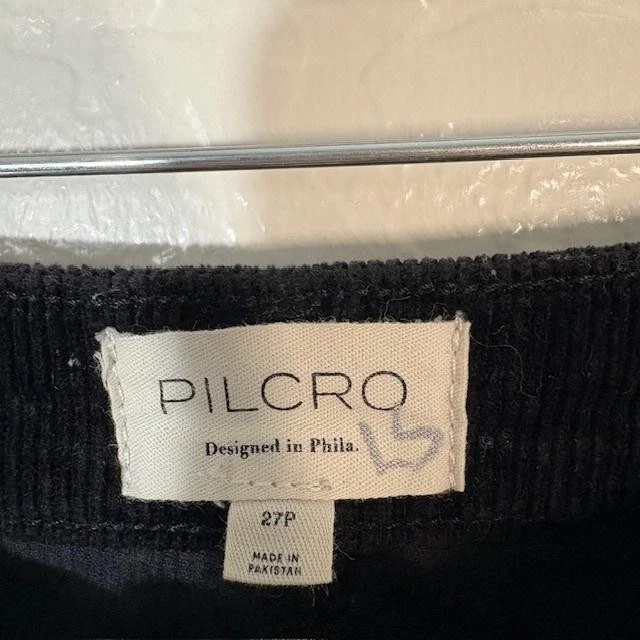 PILCRO
Designed in Phila.
27P
MADE IN
PAKISTAN